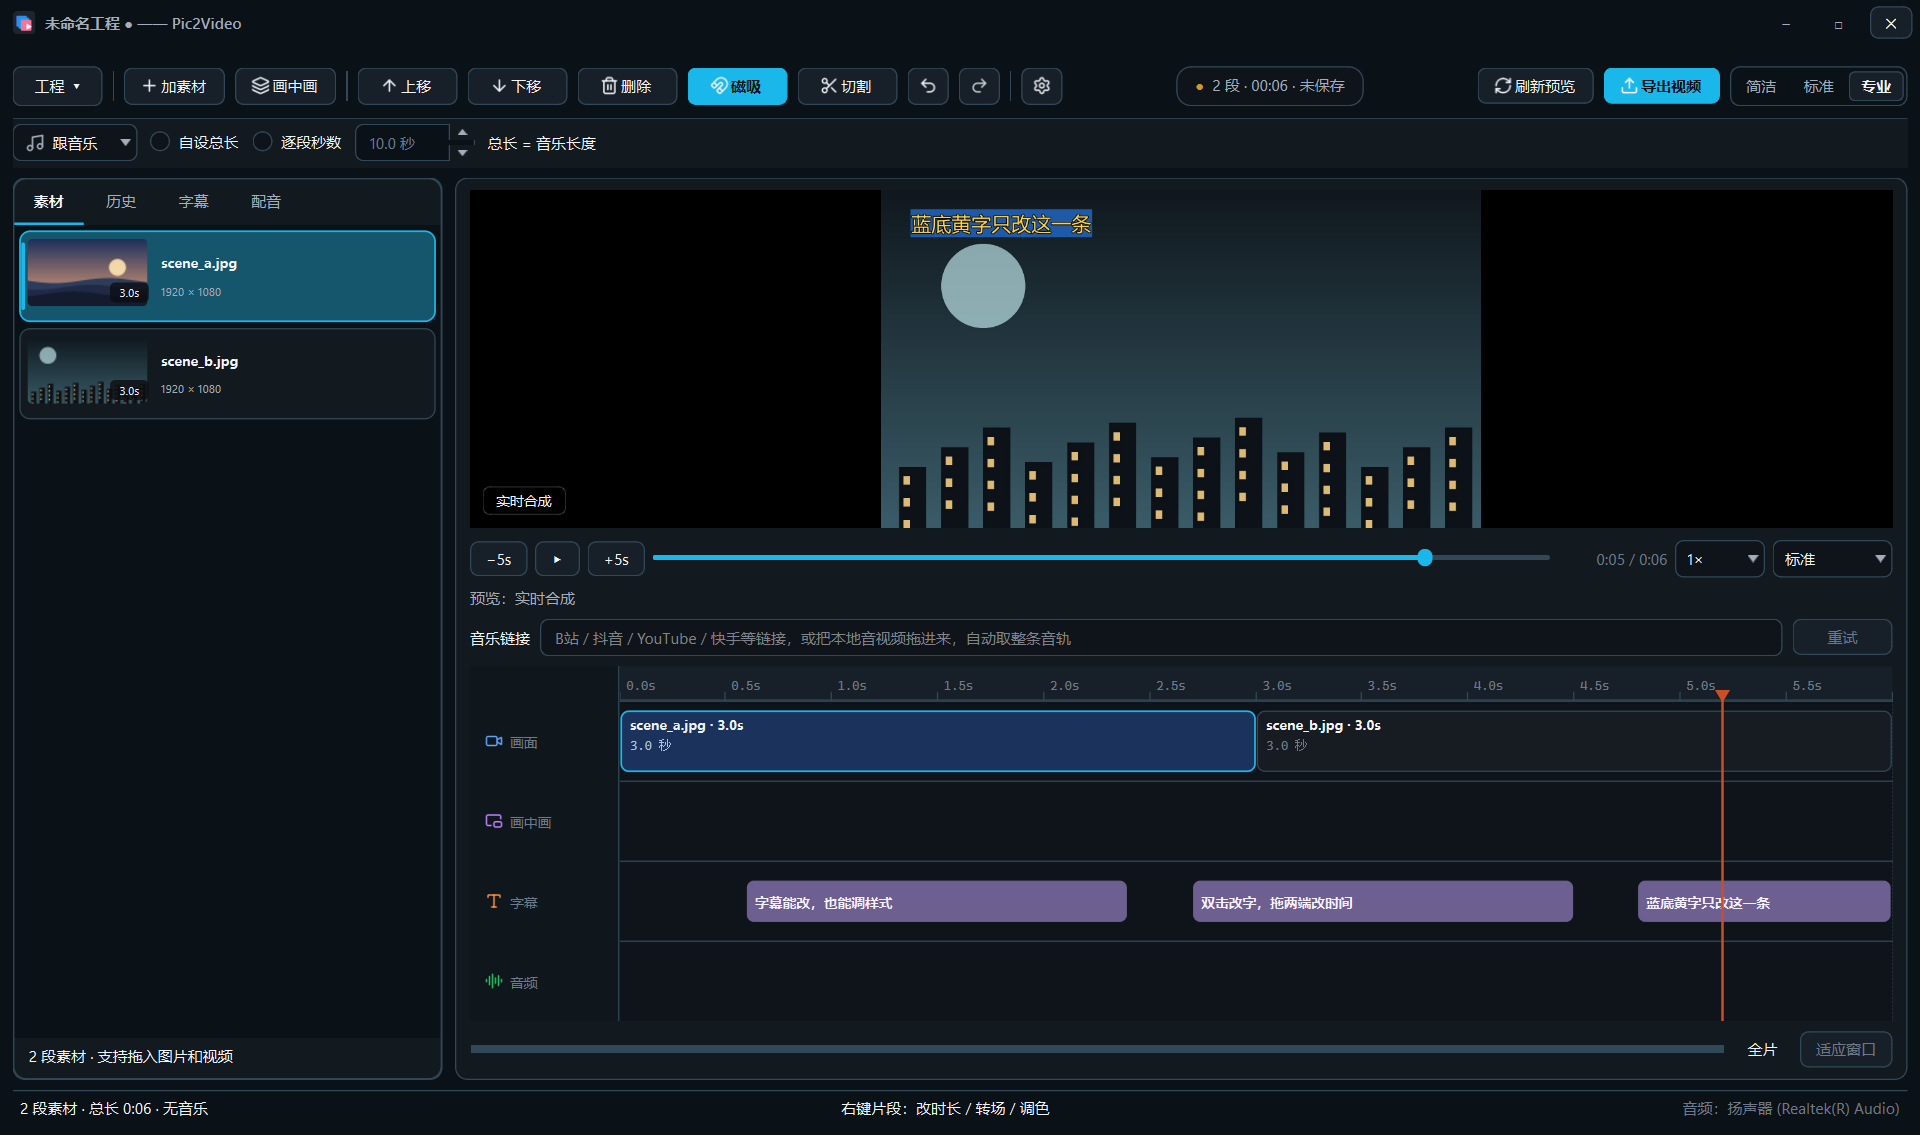 未命名工程 ● —— Pic2Video
工程 ▾ 加素材 画中画 上移 下移 删除 磁吸 切割 ● 2 段 · 00:06 · 未保存 刷新预览 导出视频 简洁 标准 专业
跟音乐 自设总长 逐段秒数 10.0 秒 总长 = 音乐长度
素材 历史 字幕 配音
scene_a.jpg
3.0s
1920 × 1080
scene_b.jpg
3.0s
1920 × 1080
2 段素材 · 支持拖入图片和视频
蓝底黄字只改这一条
实时合成
−5s +5s 0:05 / 0:06 1× 标准
预览：实时合成
音乐链接 B站 / 抖音 / YouTube / 快手等链接，或把本地音视频拖进来，自动取整条音轨 重试
0.0s 0.5s 1.0s 1.5s 2.0s 2.5s 3.0s 3.5s 4.0s 4.5s 5.0s 5.5s
画面
scene_a.jpg · 3.0s
3.0 秒
scene_b.jpg · 3.0s
3.0 秒
画中画
字幕 字幕能改，也能调样式 双击改字，拖两端改时间 蓝底黄字只改这一条
音频
全片 适应窗口
2 段素材 · 总长 0:06 · 无音乐 右键片段：改时长 / 转场 / 调色 音频：扬声器 (Realtek(R) Audio)